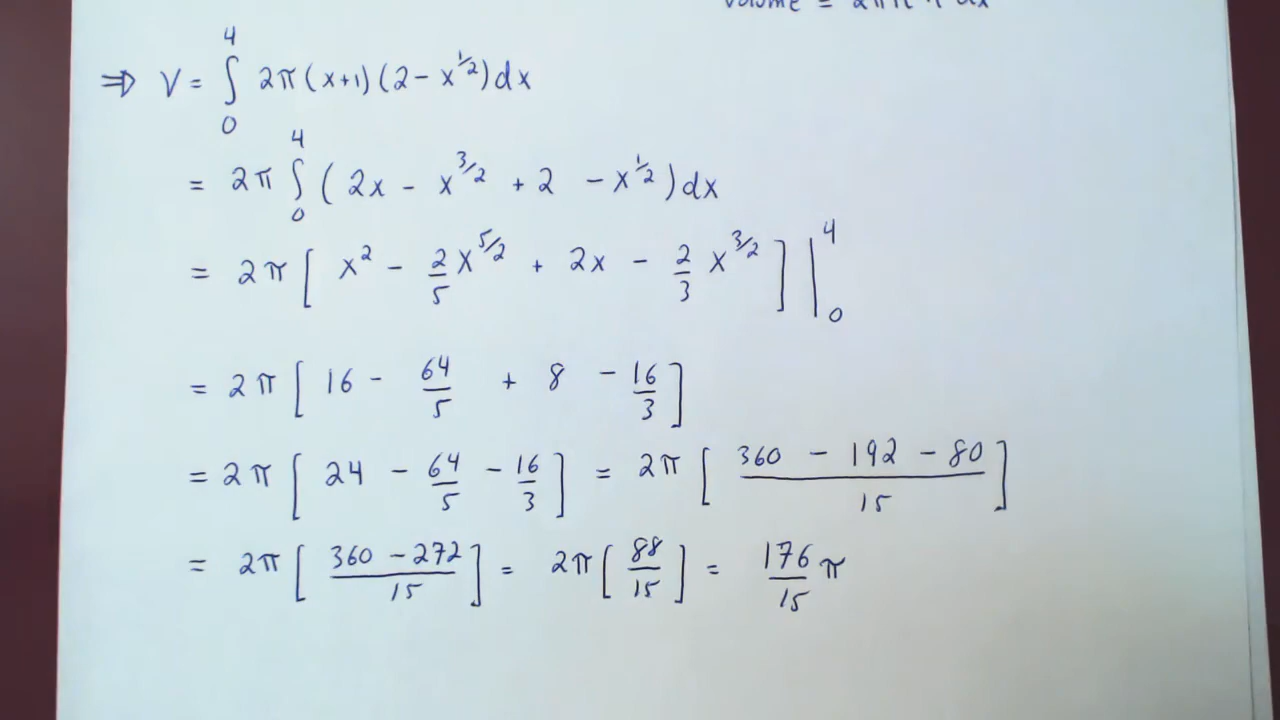 Volume =
⇒ V = ∫₀⁴ 2π(x+1)(2 - x^{1/2})dx
= 2π ∫₀⁴ (2x - x^{3/2} + 2 - x^{1/2})dx
= 2π[x² - 2/5 x^{5/2} + 2x - 2/3 x^{3/2}]|₀⁴
= 2π[16 - 64/5 + 8 - 16/3]
= 2π[24 - 64/5 - 16/3] = 2π[(360 - 192 - 80)/15]
= 2π[(360 - 272)/15] = 2π[88/15] = 176/15 π